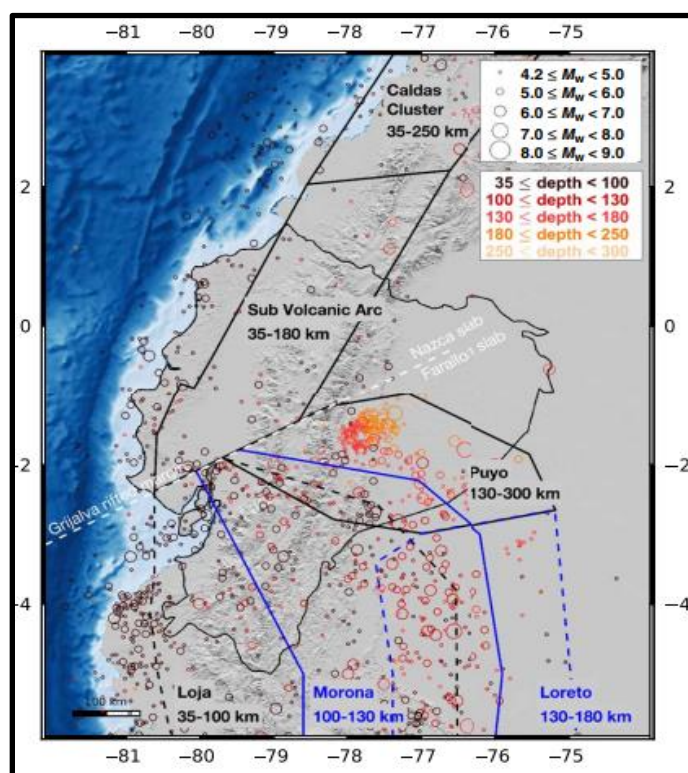 −81 −80 −79 −78 −77 −76 −75
Caldas
Cluster
35-250 km
4.2 ≤ Mw < 5.0
5.0 ≤ Mw < 6.0
6.0 ≤ Mw < 7.0
7.0 ≤ Mw < 8.0
8.0 ≤ Mw < 9.0
35 ≤ depth < 100
100 ≤ depth < 130
130 ≤ depth < 180
180 ≤ depth < 250
250 ≤ depth < 300
2 2
Sub Volcanic Arc
35-180 km
0 0
Nazca slab
Farallon slab
−2 −2
Puyo
130-300 km
Grijalva rifted
−4 −4
100 km
Loja
35-100 km
Morona
100-130 km
Loreto
130-180 km
−81 −80 −79 −78 −77 −76 −75